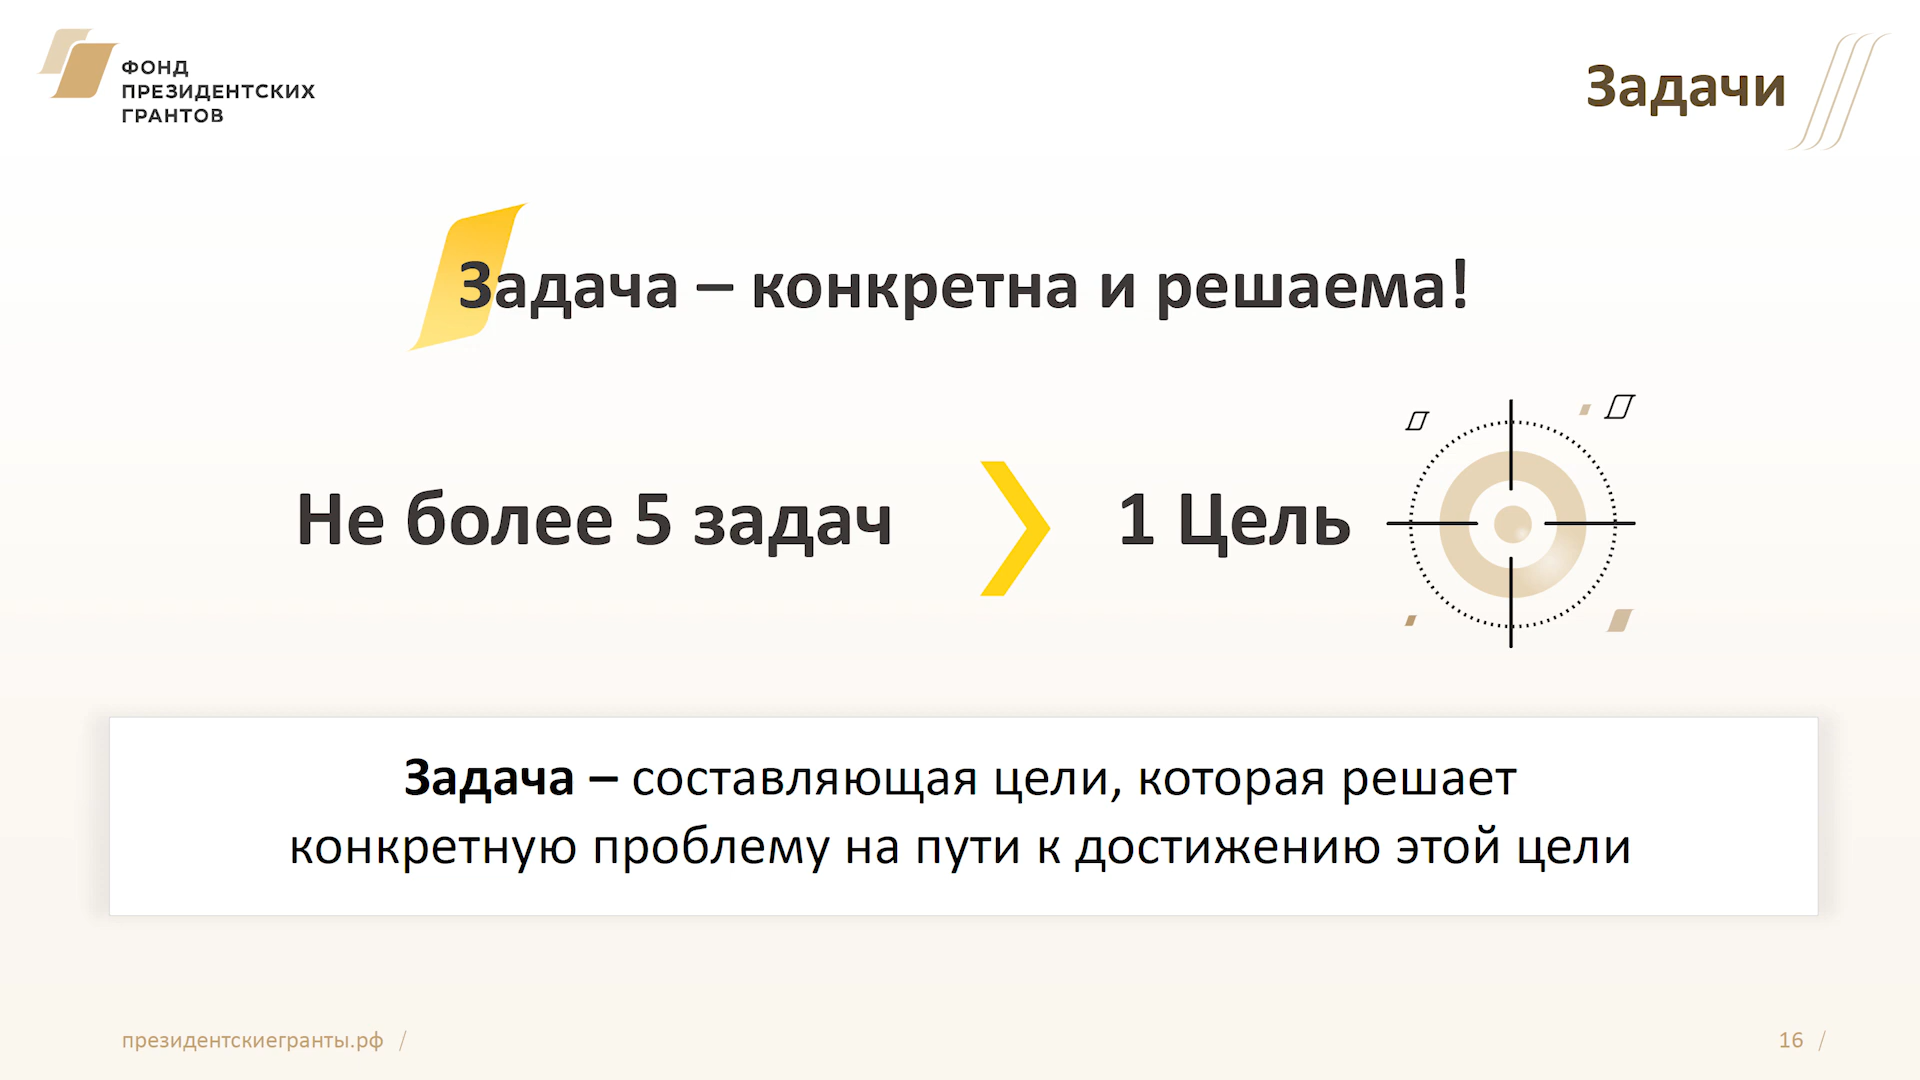 ФОНД
ПРЕЗИДЕНТСКИХ
ГРАНТОВ
Задачи
Задача – конкретна и решаема!
Не более 5 задач
1 Цель
Задача – составляющая цели, которая решает
конкретную проблему на пути к достижению этой цели
президентскиегранты.рф /
16 /